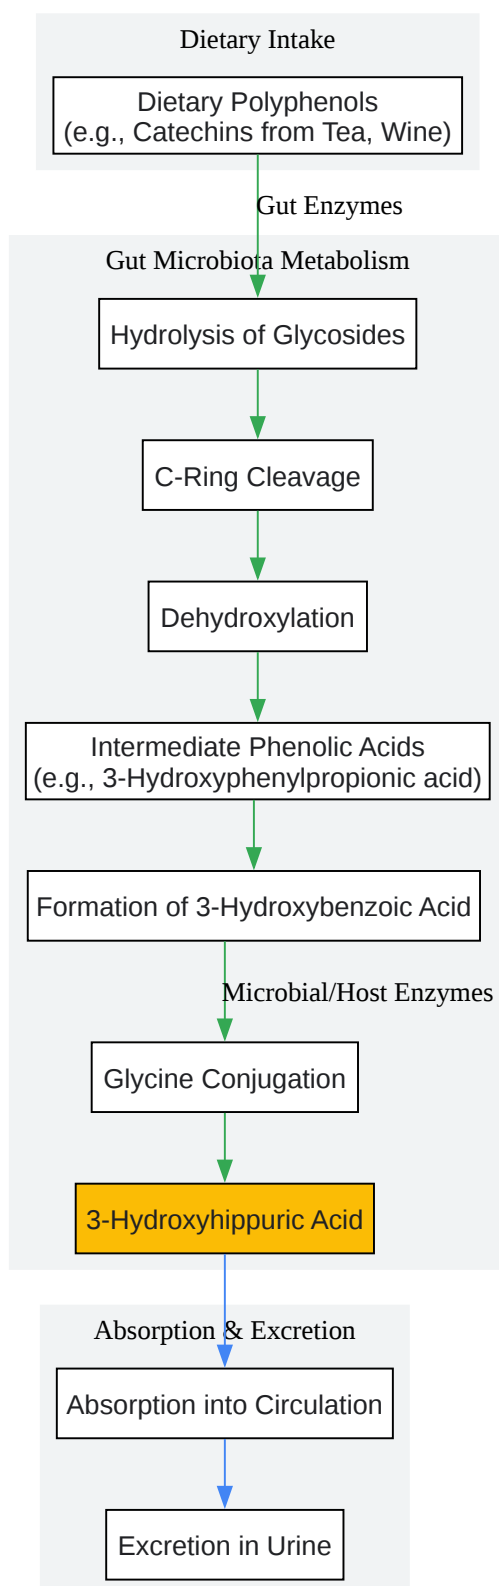 Dietary Intake
Dietary Polyphenols
(e.g., Catechins from Tea, Wine)
Gut Enzymes
Gut Microbiota Metabolism
Hydrolysis of Glycosides
C-Ring Cleavage
Dehydroxylation
Intermediate Phenolic Acids
(e.g., 3-Hydroxyphenylpropionic acid)
Formation of 3-Hydroxybenzoic Acid
Microbial/Host Enzymes
Glycine Conjugation
3-Hydroxyhippuric Acid
Absorption & Excretion
Absorption into Circulation
Excretion in Urine